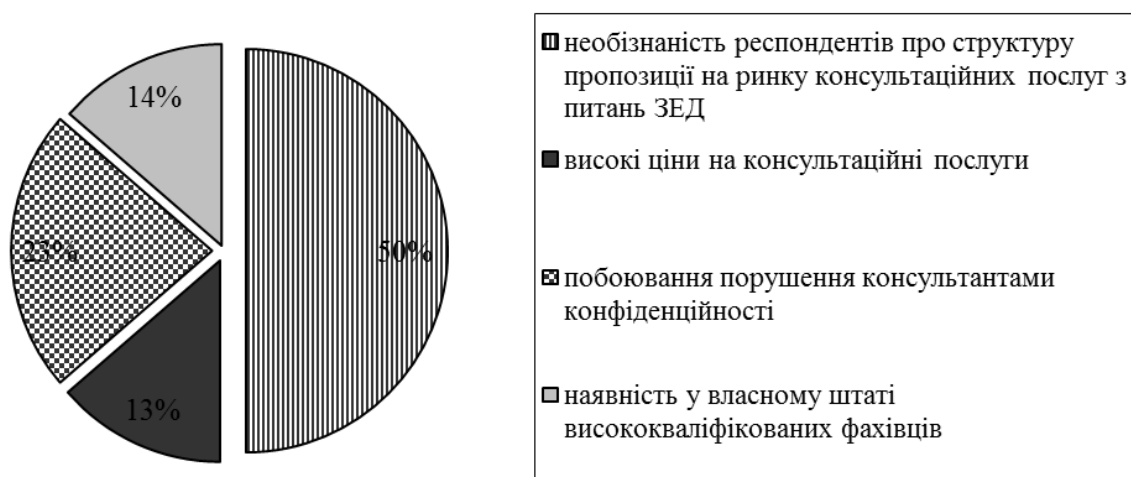 14%
23%
50%
13%
необізнаність респондентів про структуру
пропозиції на ринку консультаційних послуг з
питань ЗЕД
високі ціни на консультаційні послуги
побоювання порушення консультантами
конфіденційності
наявність у власному штаті
висококваліфікованих фахівців